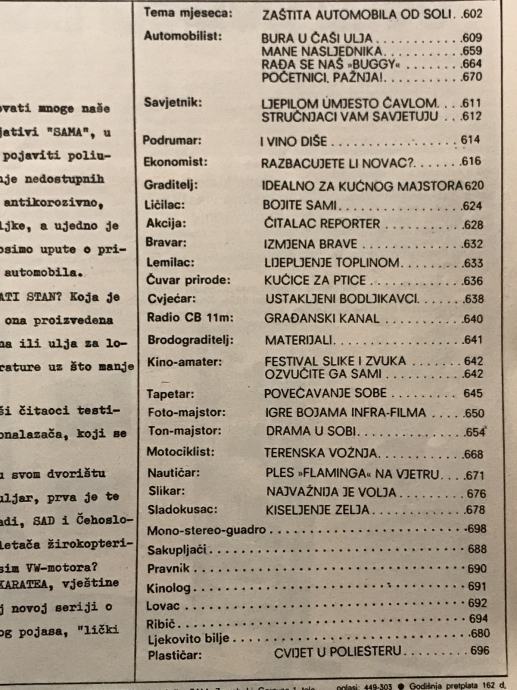 ovati mnoge naše
jativi "SAMA", u
pojaviti poliu-
nje nedostupnih
antikorozivno,
ljke, a ujedno je
osimo upute o pri-
automobila.
ATI STAN? Koja je
ona proizvedena
na ili ulja za lo-
rature uz što manje
ši čitaoci testi-
onalazača, koji se
u svom dvorištu
uljar, prva je te
adi, SAD i Čehoslo-
letača žirokopteri-
sim VW-motora?
KARATEA, vještine
j novoj seriji o
og pojasa, "lički
Tema mjeseca: ZAŠTITA AUTOMOBILA OD SOLI. .602
Automobilist: BURA U ČAŠI ULJA . . . . . . .609
MANE NASLJEDNIKA. . . . . . .659
RAĐA SE NAŠ »BUGGY« . . . . .664
POČETNICI, PAŽNJA!. . . . . . .670
Savjetnik: LJEPILOM UMJESTO ČAVLOM. . . .611
STRUČNJACI VAM SAVJETUJU . . .612
Podrumar: I VINO DIŠE . . . . . . . . . . 614
Ekonomist: RAZBACUJETE LI NOVAC?. . . . .616
Graditelj: IDEALNO ZA KUĆNOG MAJSTORA 620
Ličilac: BOJITE SAMI . . . . . . . . . .624
Akcija: ČITALAC REPORTER . . . . . . .628
Bravar: IZMJENA BRAVE . . . . . . . . .632
Lemilac: LIJEPLJENJE TOPLINOM. . . . . .633
Čuvar prirode: KUĆICE ZA PTICE . . . . . . . .636
Cvjećar: USTAKLJENI BODLJIKAVCI. . . . .638
Radio CB 11m: GRAĐANSKI KANAL . . . . . . .640
Brodograditelj: MATERIJALI. . . . . . . . . . .641
Kino-amater: FESTIVAL SLIKE I ZVUKA . . . .642
OZVUČITE GA SAMI . . . . . . .642
Tapetar: POVEĆAVANJE SOBE . . . . . . 645
Foto-majstor: IGRE BOJAMA INFRA-FILMA . . .650
Ton-majstor: DRAMA U SOBI. . . . . . . . . .654
Motociklist: TERENSKA VOŽNJA. . . . . . . .668
Nautičar: PLES »FLAMINGA« NA VJETRU. . .671
Slikar: NAJVAŽNIJA JE VOLJA . . . . . .676
Sladokusac: KISELJENJE ZELJA . . . . . . .678
Mono-stereo-quadro . . . . . . . . . . . . . . . . .698
Sakupljači . . . . . . . . . . . . . . . . . . . . 688
Pravnik . . . . . . . . . . . . . . . . . . . . . . 690
Kinolog . . . . . . . . . . . . . . . . . . . . . . 691
Lovac . . . . . . . . . . . . . . . . . . . . . . . 692
Ribič . . . . . . . . . . . . . . . . . . . . . . . 694
Ljekovito bilje . . . . . . . . . . . . . . . . . . .680
Plastičar: CVIJET U POLIESTERU . . . . . . 696
oglasi: 449-303 ● Godišnja pretplata 162 d,